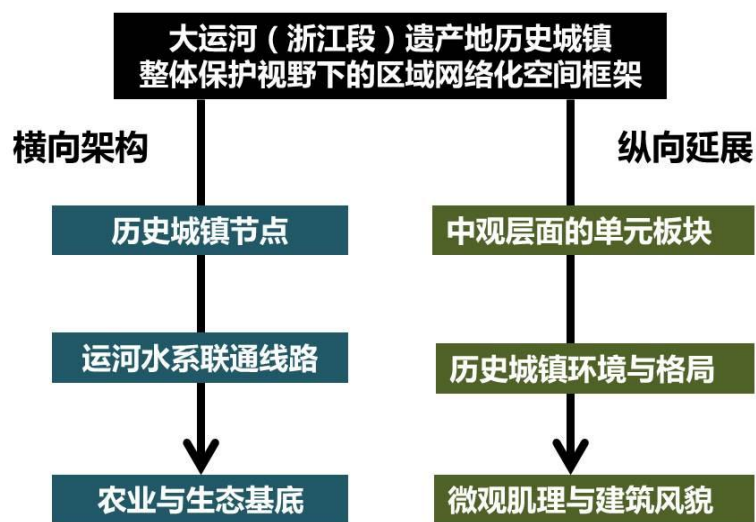 大运河（浙江段）遗产地历史城镇
整体保护视野下的区域网络化空间框架
横向架构
纵向延展
历史城镇节点
中观层面的单元板块
运河水系联通线路
历史城镇环境与格局
农业与生态基底
微观肌理与建筑风貌